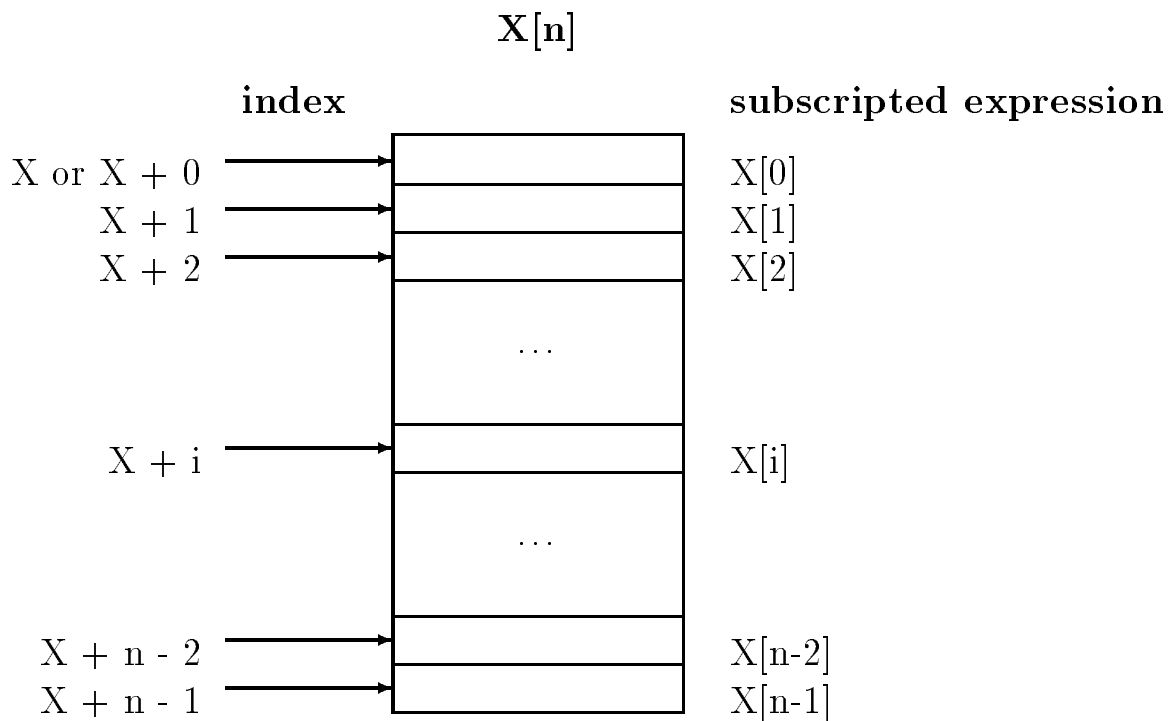 X[n]
index subscripted expression
X or X + 0 X[0]
X + 1 X[1]
X + 2 X[2]
...
X + i X[i]
...
X + n - 2 X[n-2]
X + n - 1 X[n-1]